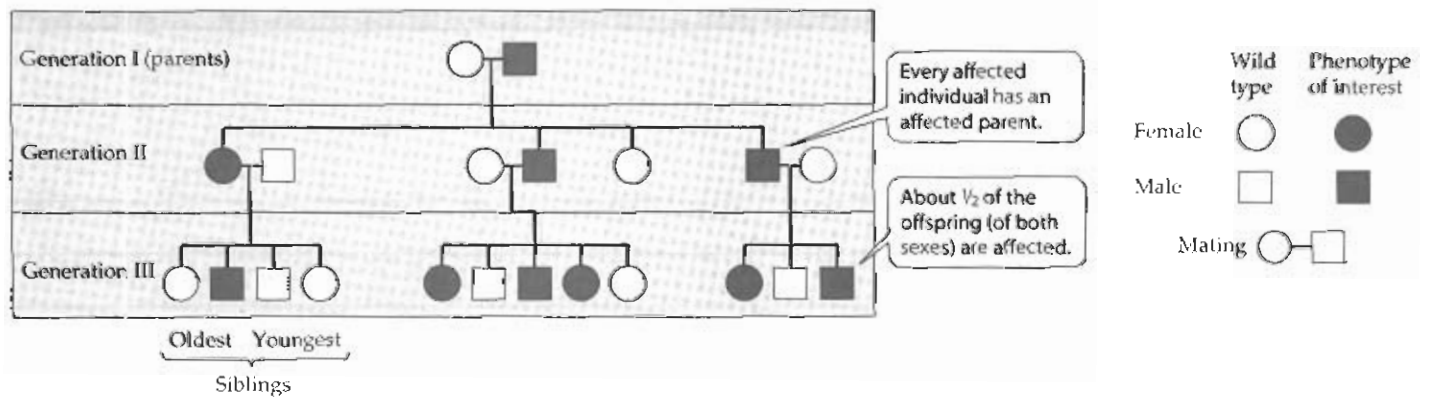 Generation I (parents)
Every affected
individual has an
affected parent.
Generation II
About ½ of the
offspring (of both
sexes) are affected.
Generation III
Oldest Youngest
Siblings
Wild Phenotype
type of interest
Female
Male
Mating